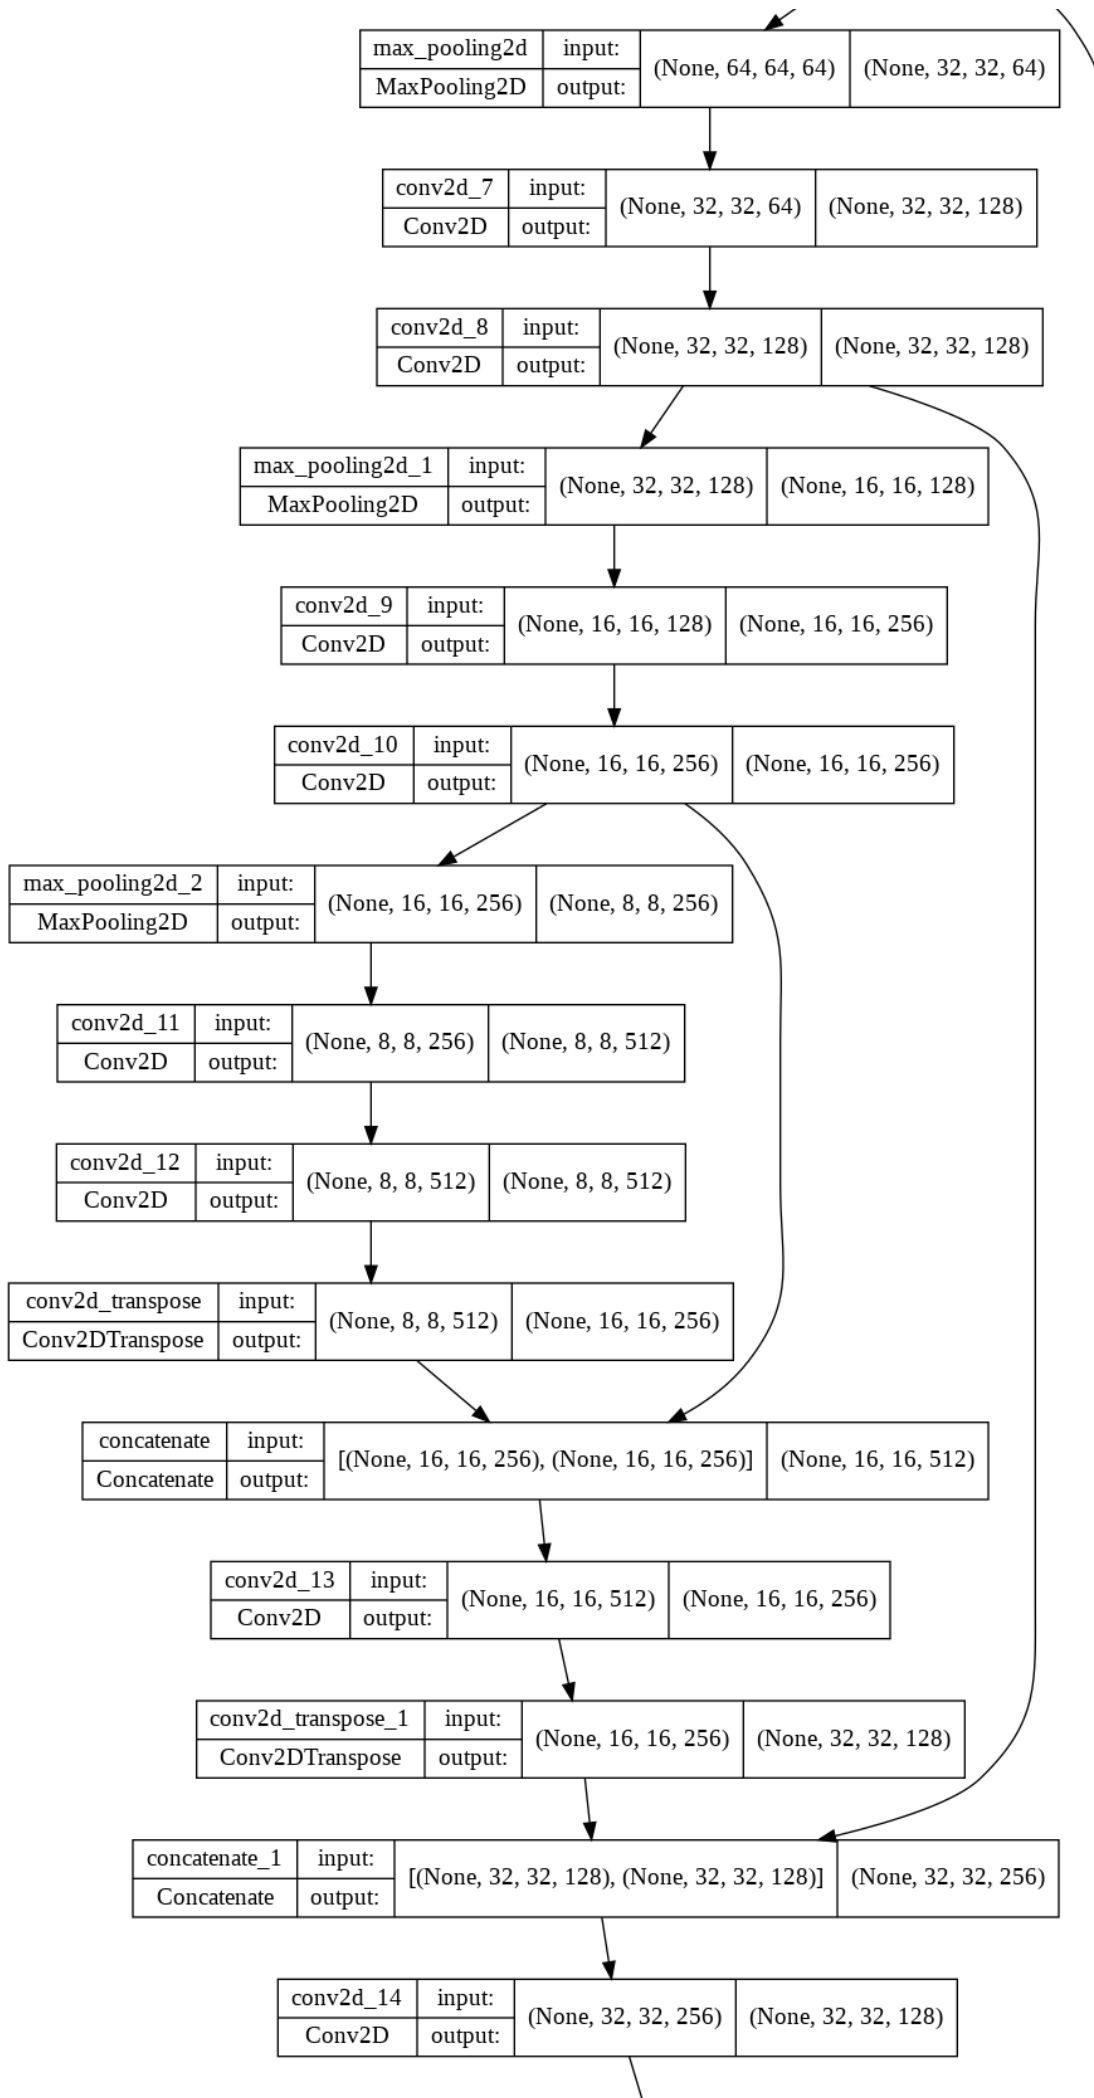 max_pooling2d input: (None, 64, 64, 64) (None, 32, 32, 64)
MaxPooling2D output:
conv2d_7 input: (None, 32, 32, 64) (None, 32, 32, 128)
Conv2D output:
conv2d_8 input: (None, 32, 32, 128) (None, 32, 32, 128)
Conv2D output:
max_pooling2d_1 input: (None, 32, 32, 128) (None, 16, 16, 128)
MaxPooling2D output:
conv2d_9 input: (None, 16, 16, 128) (None, 16, 16, 256)
Conv2D output:
conv2d_10 input: (None, 16, 16, 256) (None, 16, 16, 256)
Conv2D output:
max_pooling2d_2 input: (None, 16, 16, 256) (None, 8, 8, 256)
MaxPooling2D output:
conv2d_11 input: (None, 8, 8, 256) (None, 8, 8, 512)
Conv2D output:
conv2d_12 input: (None, 8, 8, 512) (None, 8, 8, 512)
Conv2D output:
conv2d_transpose input: (None, 8, 8, 512) (None, 16, 16, 256)
Conv2DTranspose output:
concatenate input: [(None, 16, 16, 256), (None, 16, 16, 256)] (None, 16, 16, 512)
Concatenate output:
conv2d_13 input: (None, 16, 16, 512) (None, 16, 16, 256)
Conv2D output:
conv2d_transpose_1 input: (None, 16, 16, 256) (None, 32, 32, 128)
Conv2DTranspose output:
concatenate_1 input: [(None, 32, 32, 128), (None, 32, 32, 128)] (None, 32, 32, 256)
Concatenate output:
conv2d_14 input: (None, 32, 32, 256) (None, 32, 32, 128)
Conv2D output: